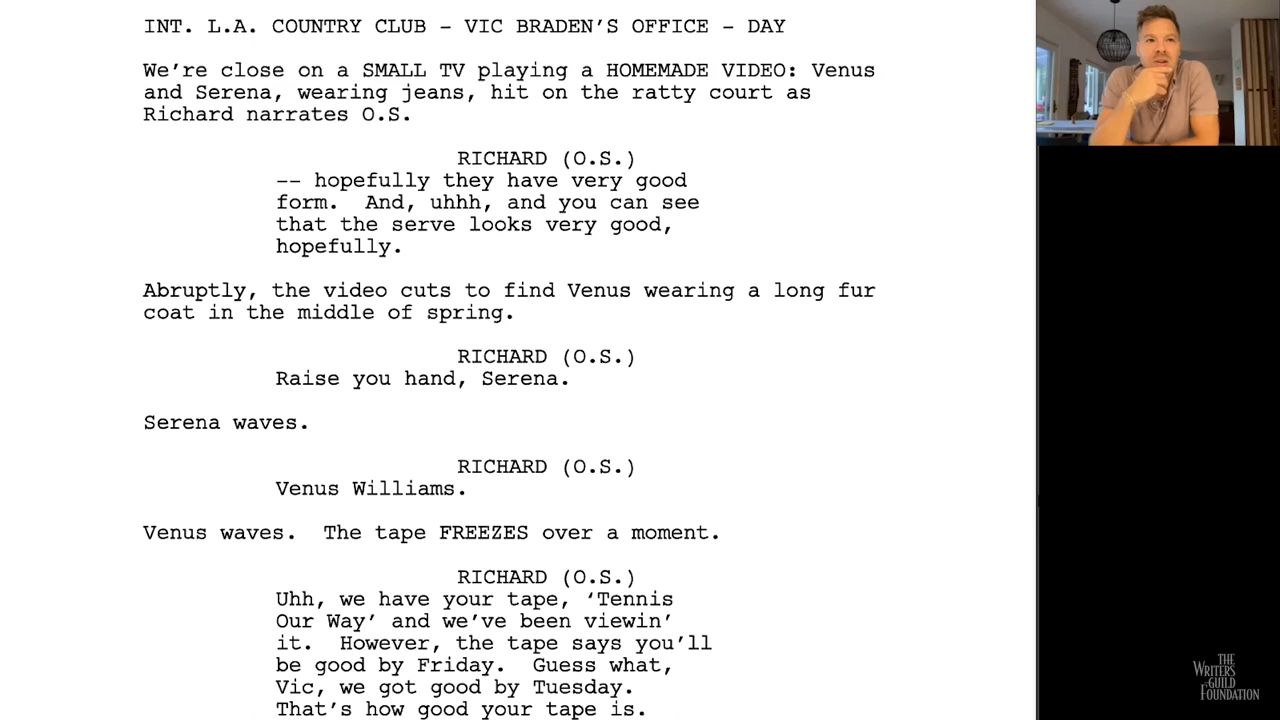 INT. L.A. COUNTRY CLUB – VIC BRADEN’S OFFICE – DAY
We’re close on a SMALL TV playing a HOMEMADE VIDEO: Venus
and Serena, wearing jeans, hit on the ratty court as
Richard narrates O.S.
RICHARD (O.S.)
-- hopefully they have very good
form. And, uhhh, and you can see
that the serve looks very good,
hopefully.
Abruptly, the video cuts to find Venus wearing a long fur
coat in the middle of spring.
RICHARD (O.S.)
Raise you hand, Serena.
Serena waves.
RICHARD (O.S.)
Venus Williams.
Venus waves. The tape FREEZES over a moment.
RICHARD (O.S.)
Uhh, we have your tape, ‘Tennis
Our Way’ and we’ve been viewin’
it. However, the tape says you’ll
be good by Friday. Guess what,
Vic, we got good by Tuesday.
That’s how good your tape is.
THE
WRITERS
GUILD
FOUNDATION